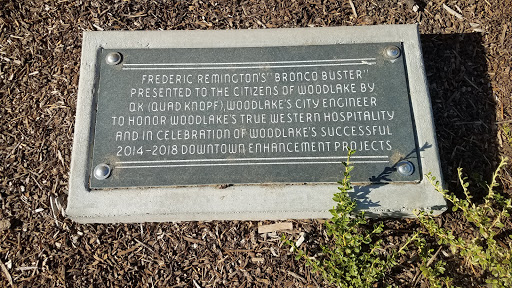 FREDERIC REMINGTON'S "BRONCO BUSTER"
PRESENTED TO THE CITIZENS OF WOODLAKE BY
QK (QUAD KNOPF), WOODLAKE'S CITY ENGINEER
TO HONOR WOODLAKE'S TRUE WESTERN HOSPITALITY
AND IN CELEBRATION OF WOODLAKE'S SUCCESSFUL
2014-2018 DOWNTOWN ENHANCEMENT PROJECTS